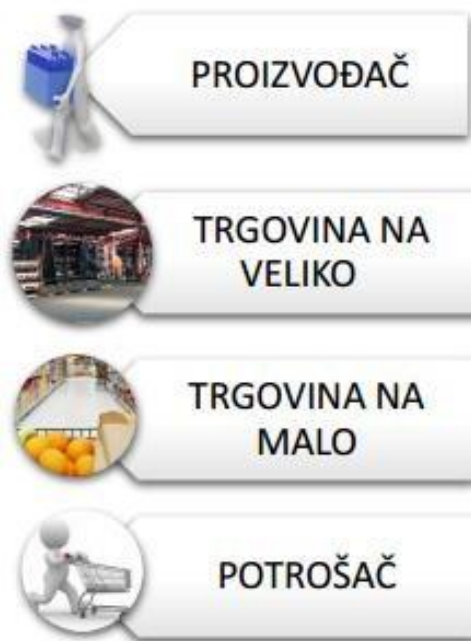 PROIZVOĐAČ
TRGOVINA NA
VELIKO
TRGOVINA NA
MALO
POTROŠAČ